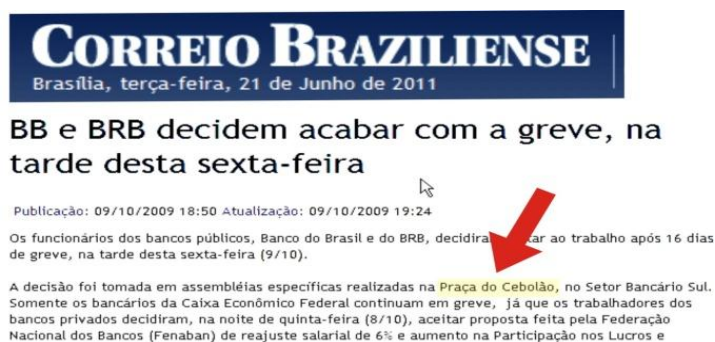 CORREIO BRAZILIENSE
Brasília, terça-feira, 21 de Junho de 2011
BB e BRB decidem acabar com a greve, na
tarde desta sexta-feira
Publicação: 09/10/2009 18:50 Atualização: 09/10/2009 19:24
Os funcionários dos bancos públicos, Banco do Brasil e do BRB, ao trabalho após 16 dias
de greve, na tarde desta sexta-feira (9/10).
A decisão foi tomada em assembléias específicas realizadas na Praça do Cebolão, no Setor Bancário Sul.
Somente os bancários da Caixa Econômico Federal continuam em greve, já que os trabalhadores dos
bancos privados decidiram, na noite de quinta-feira (8/10), aceitar proposta feita pela Federação
Nacional dos Bancos (Fenaban) de reajuste salarial de 6% e aumento na Participação nos Lucros e